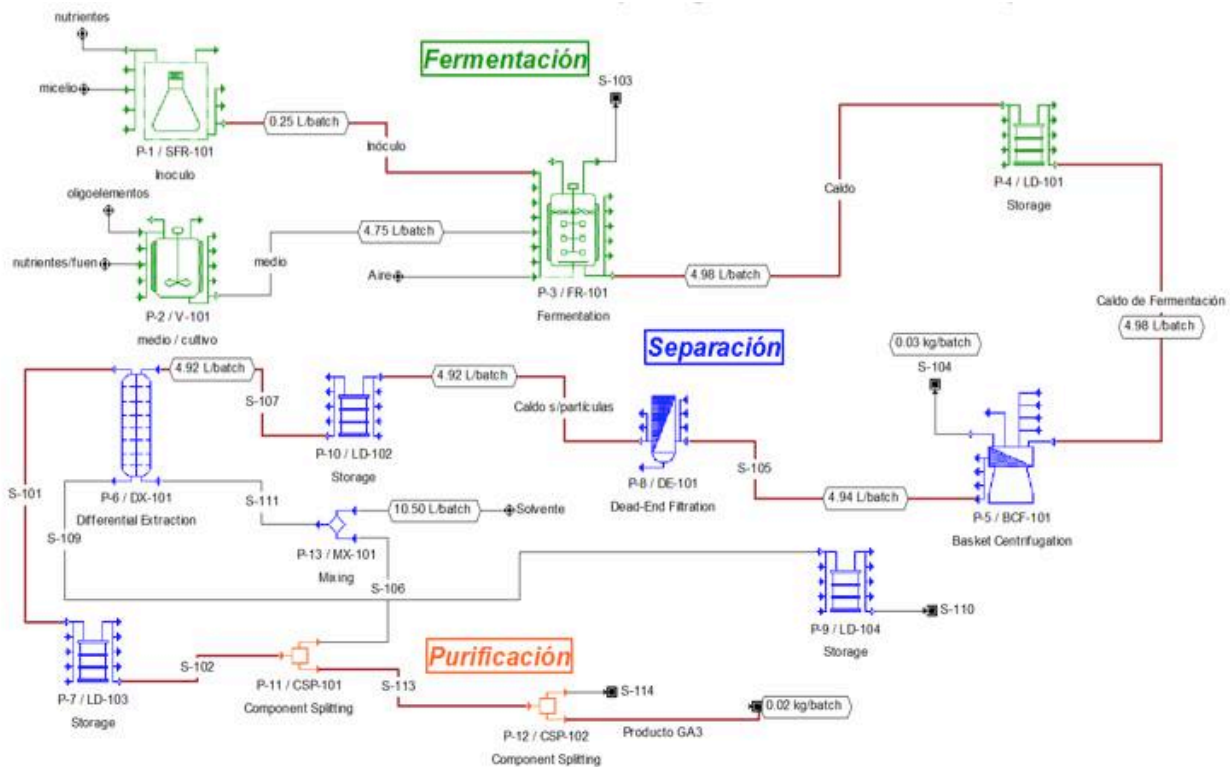 nutrientes
micelio
P-1 / SFR-101
Inoculo
0.25 L/batch
Inóculo
Fermentación
S-103
oligoelementos
nutrientes/fuen
P-2 / V-101
medio / cultivo
medio
4.75 L/batch
Aire
P-3 / FR-101
Fermentation
4.98 L/batch
Caldo
P-4 / LD-101
Storage
Caldo de Fermentación
4.98 L/batch
Separación
0.03 kg/batch
S-104
P-5 / BCF-101
Basket Centrifugation
4.94 L/batch
S-105
P-8 / DE-101
Dead-End Filtration
Caldo s/partículas
4.92 L/batch
P-10 / LD-102
Storage
4.92 L/batch
S-107
P-6 / DX-101
Differential Extraction
S-101
S-109
S-111
10.50 L/batch
Solvente
P-13 / MX-101
Mixing
S-106
P-9 / LD-104
Storage
S-110
P-7 / LD-103
Storage
S-102
Purificación
P-11 / CSP-101
Component Splitting
S-113
S-114
P-12 / CSP-102
Component Splitting
Producto GA3
0.02 kg/batch